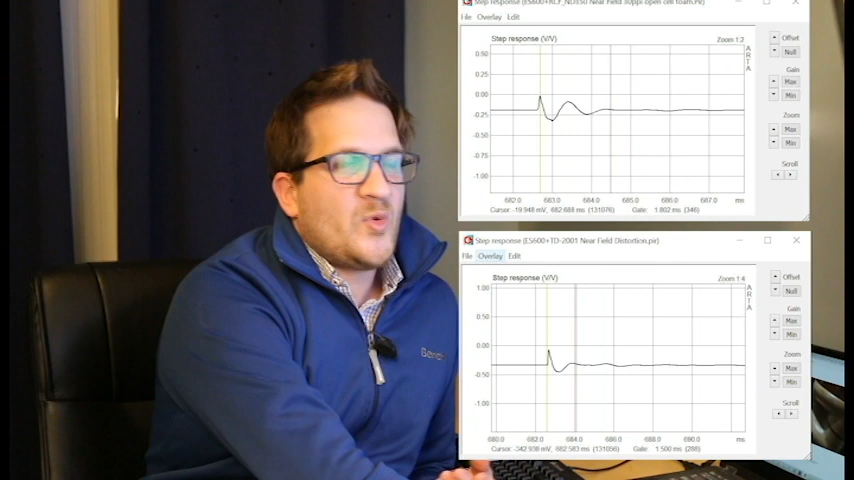 Step response (ES600+RCF_ND350 Near Field 30ppi open cell foam.pir)
File Overlay Edit
Step response (V/V)
Zoom 1:2
ARTA
Offset
Null
Gain
Max
Min
Zoom
Max
Min
Scroll
0.50
0.25
0.00
-0.25
-0.50
-0.75
-1.00
682.0 683.0 684.0 685.0 686.0 687.0 ms
Cursor: -19.948 mV, 682.688 ms (131076) Gate: 1.802 ms (346)
Step response (ES600+TD-2001 Near Field Distortion.pir)
File Overlay Edit
Step response (V/V)
Zoom 1:4
ARTA
Offset
Null
Gain
Max
Min
Zoom
Max
Min
Scroll
1.00
0.50
0.00
-0.50
-1.00
680.0 682.0 684.0 686.0 688.0 690.0 ms
Cursor: -342.938 mV, 682.583 ms (131056) Gate: 1.500 ms (288)